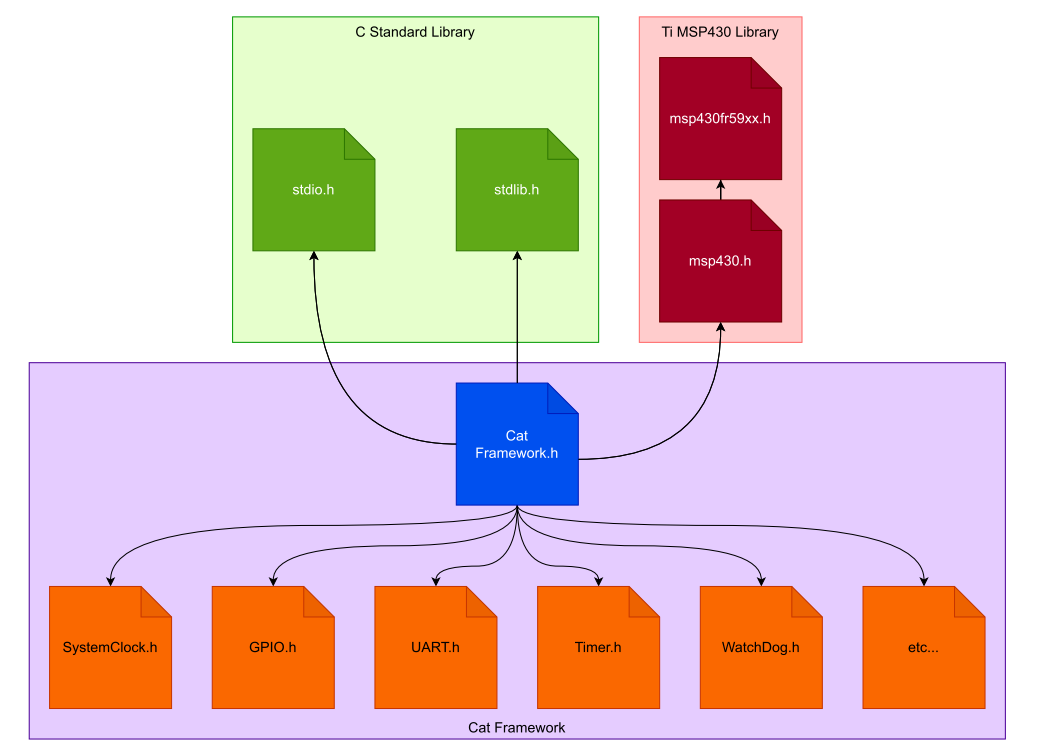 C Standard Library
Ti MSP430 Library
msp430fr59xx.h
stdio.h
stdlib.h
msp430.h
Cat
Framework.h
SystemClock.h
GPIO.h
UART.h
Timer.h
WatchDog.h
etc...
Cat Framework